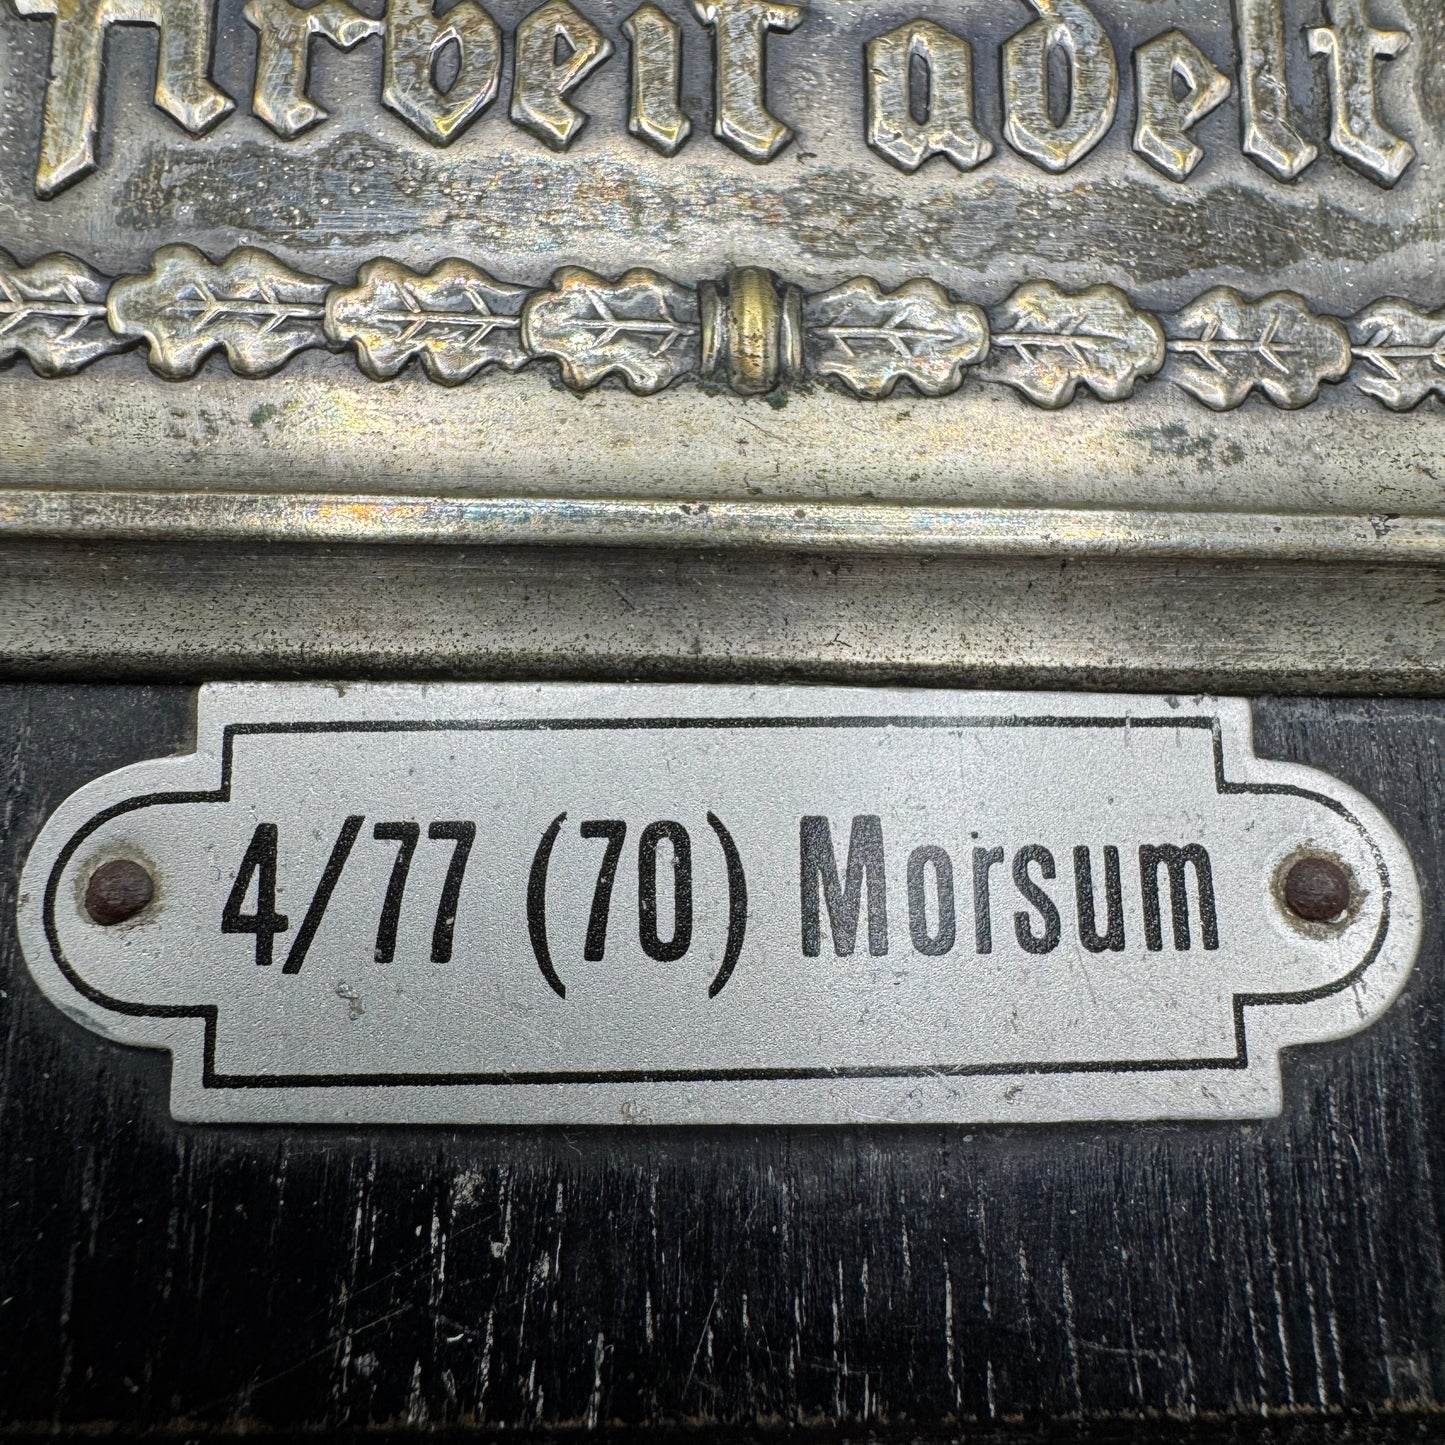 Arbeit adelt
4/77 (70) Morsum